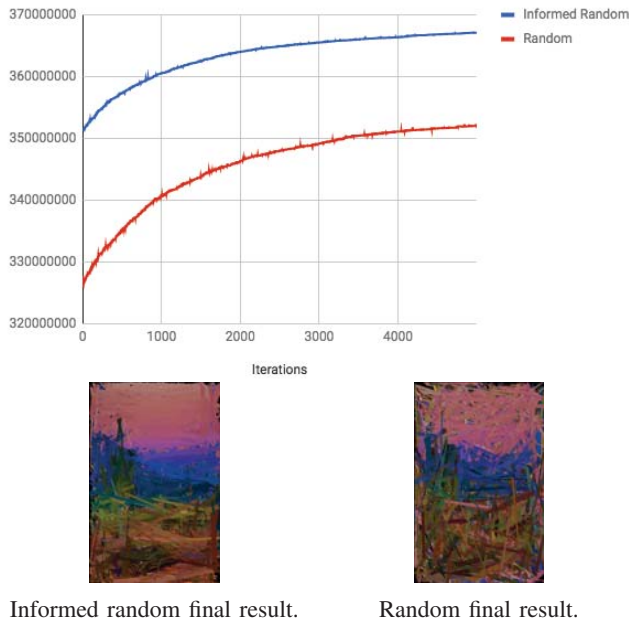 370000000
360000000
350000000
340000000
330000000
320000000
0 1000 2000 3000 4000
Iterations
Informed Random
Random
Informed random final result.
Random final result.